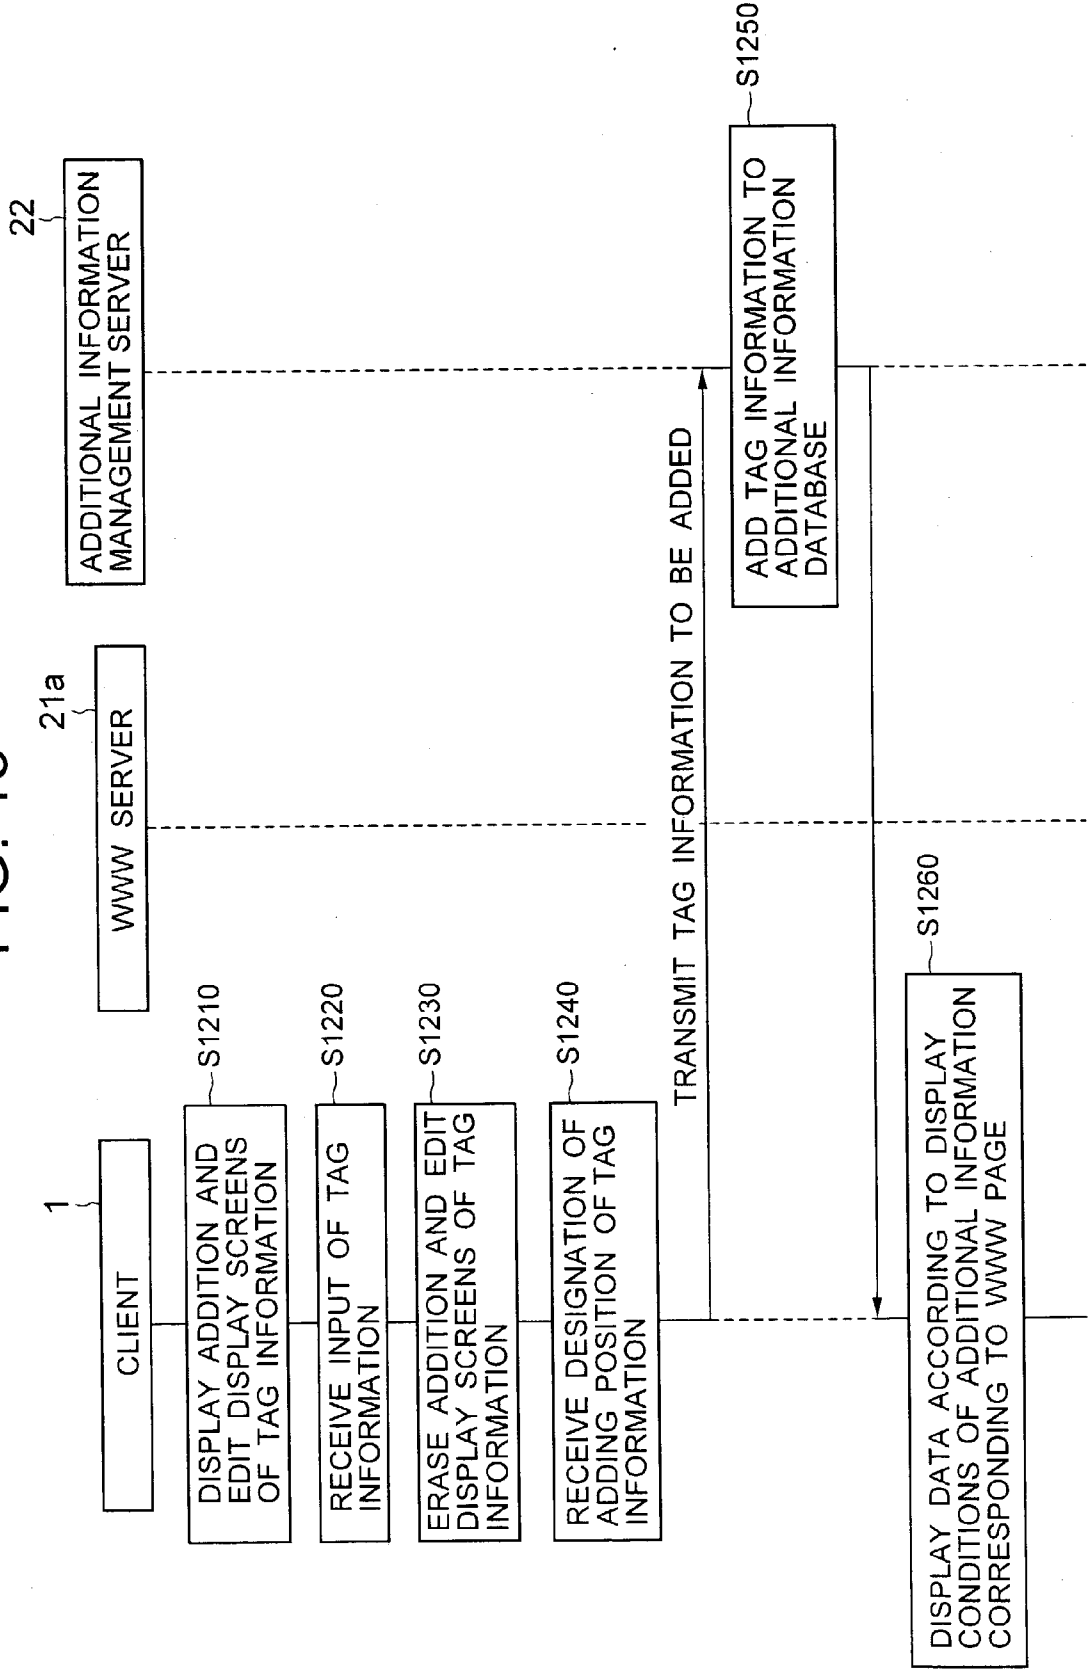 1
CLIENT
21a
WWW SERVER
22
ADDITIONAL INFORMATION
MANAGEMENT SERVER
S1210
DISPLAY ADDITION AND
EDIT DISPLAY SCREENS
OF TAG INFORMATION
S1220
RECEIVE INPUT OF TAG
INFORMATION
S1230
ERASE ADDITION AND EDIT
DISPLAY SCREENS OF TAG
INFORMATION
S1240
RECEIVE DESIGNATION OF
ADDING POSITION OF TAG
INFORMATION
TRANSMIT TAG INFORMATION TO BE ADDED
S1250
ADD TAG INFORMATION TO
ADDITIONAL INFORMATION
DATABASE
S1260
DISPLAY DATA ACCORDING TO DISPLAY
CONDITIONS OF ADDITIONAL INFORMATION
CORRESPONDING TO WWW PAGE